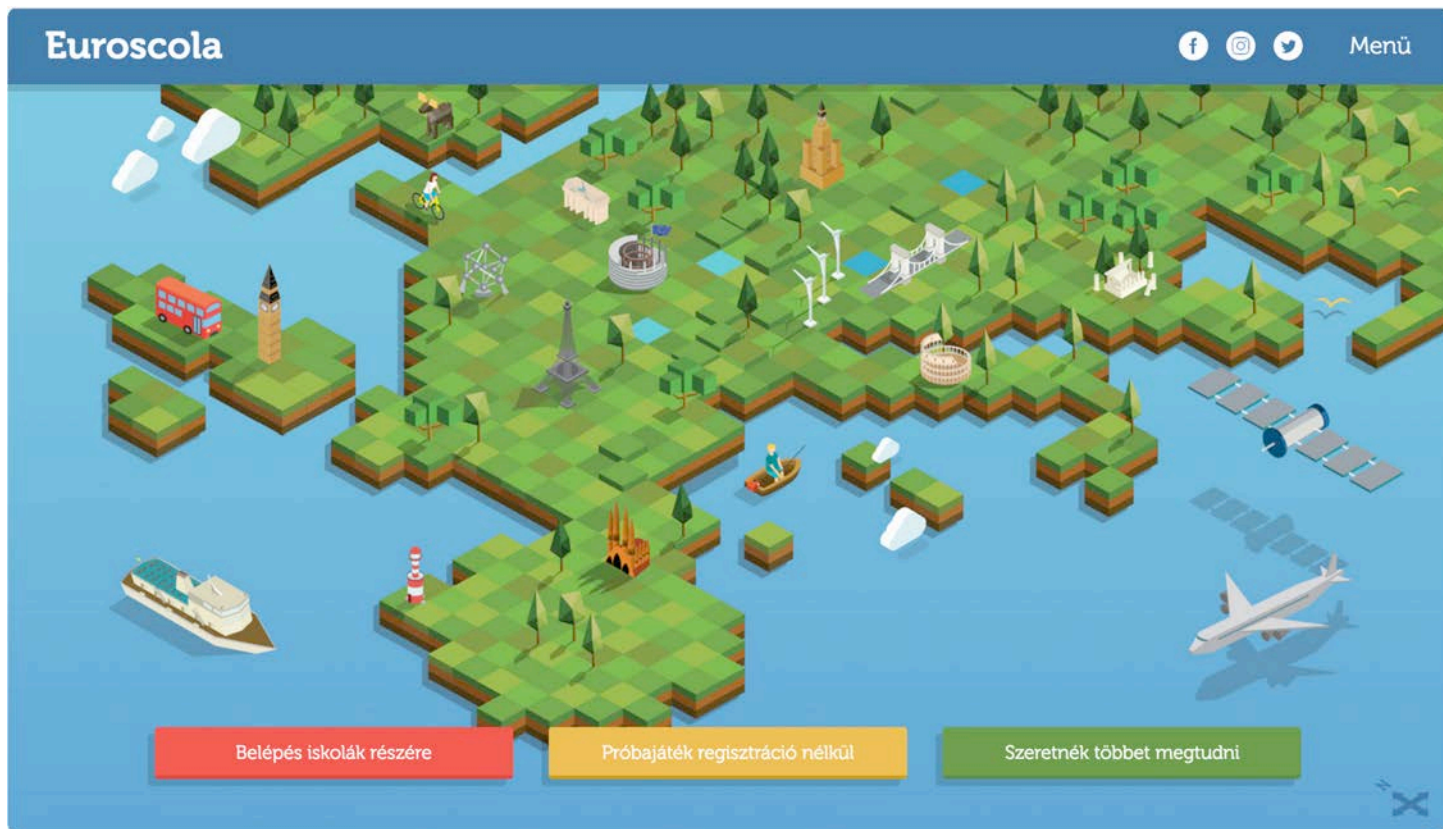 Euroscola
Menü
Belépés iskolák részére
Próbajáték regisztráció nélkül
Szeretnék többet megtudni
N